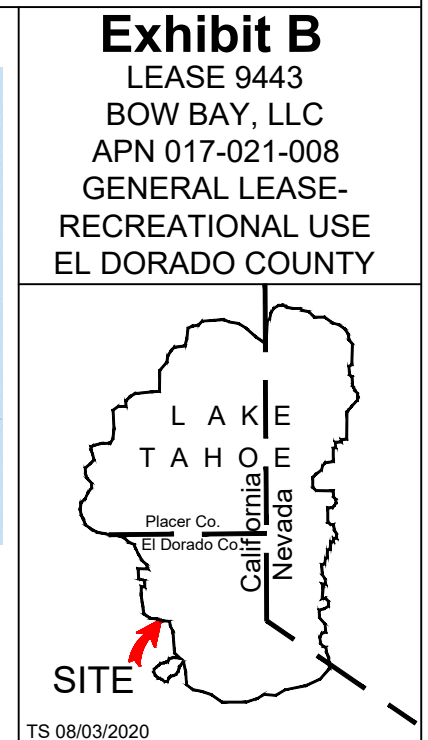 Exhibit B
LEASE 9443
BOW BAY, LLC
APN 017-021-008
GENERAL LEASE-
RECREATIONAL USE
EL DORADO COUNTY
L A K E
T A H O E
Placer Co.
El Dorado Co.
California
Nevada
SITE
TS 08/03/2020